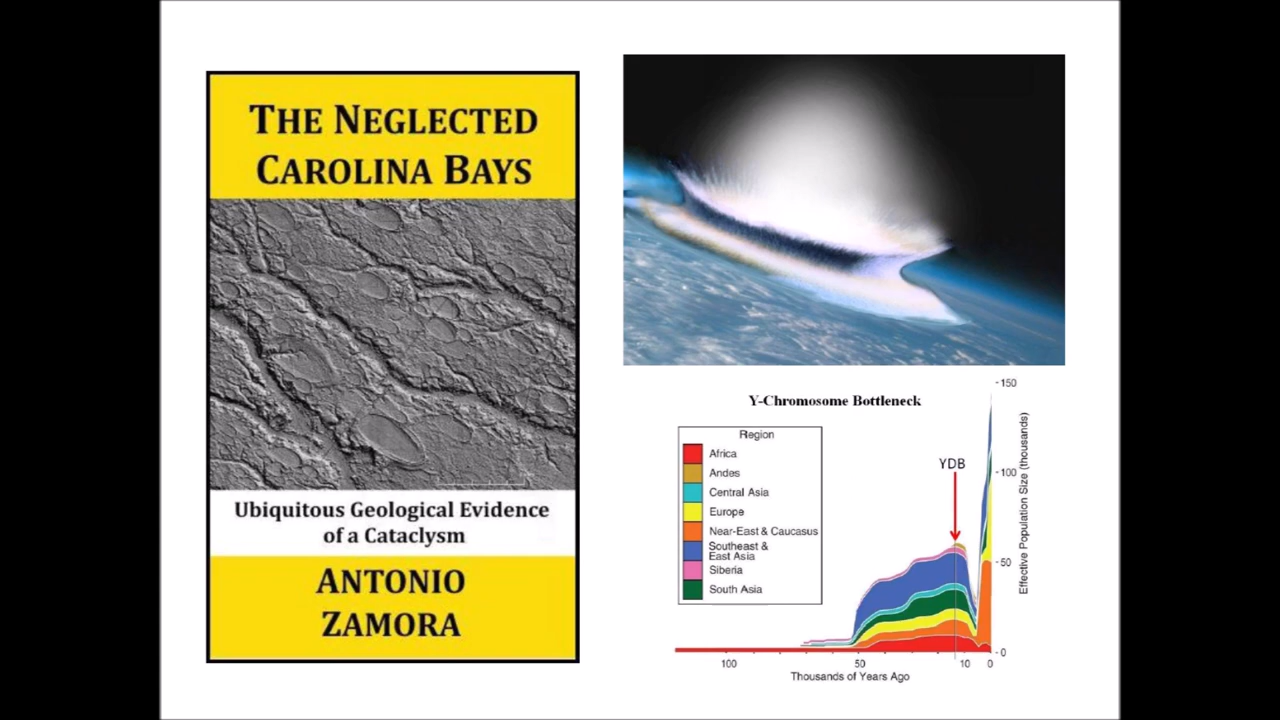 THE NEGLECTED
CAROLINA BAYS
Ubiquitous Geological Evidence
of a Cataclysm
ANTONIO
ZAMORA
Y-Chromosome Bottleneck
Region
Africa
Andes
Central Asia
Europe
Near-East & Caucasus
Southeast &
East Asia
Siberia
South Asia
YDB
150
100
50
0
Effective Population Size (thousands)
100
50
10
0
Thousands of Years Ago